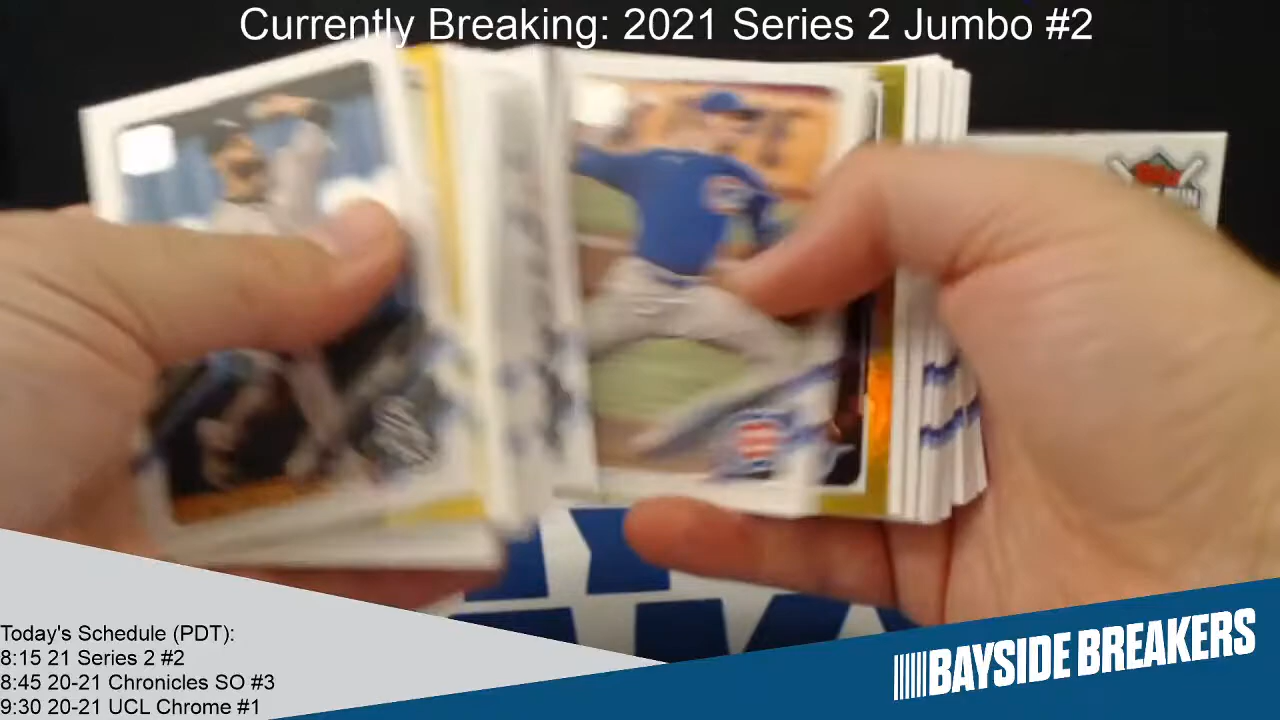 Currently Breaking: 2021 Series 2 Jumbo #2
Today's Schedule (PDT):
8:15 21 Series 2 #2
8:45 20-21 Chronicles SO #3
9:30 20-21 UCL Chrome #1
BAYSIDE BREAKERS